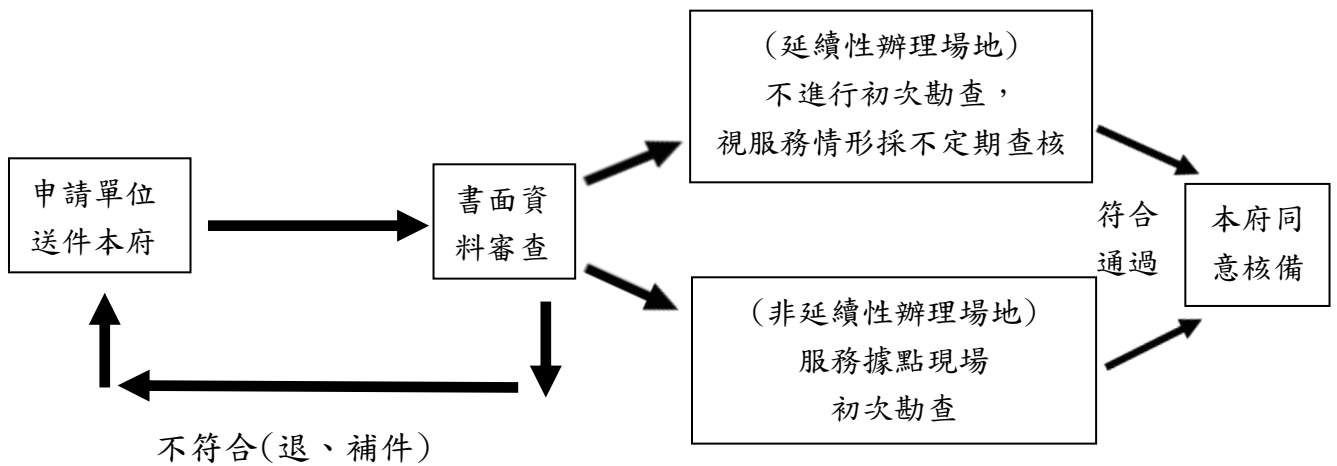 申請單位
送件本府
書面資
料審查
(延續性辦理場地)
不進行初次勘查，
視服務情形採不定期查核
(非延續性辦理場地)
服務據點現場
初次勘查
符合
通過
本府同
意核備
不符合(退、補件)